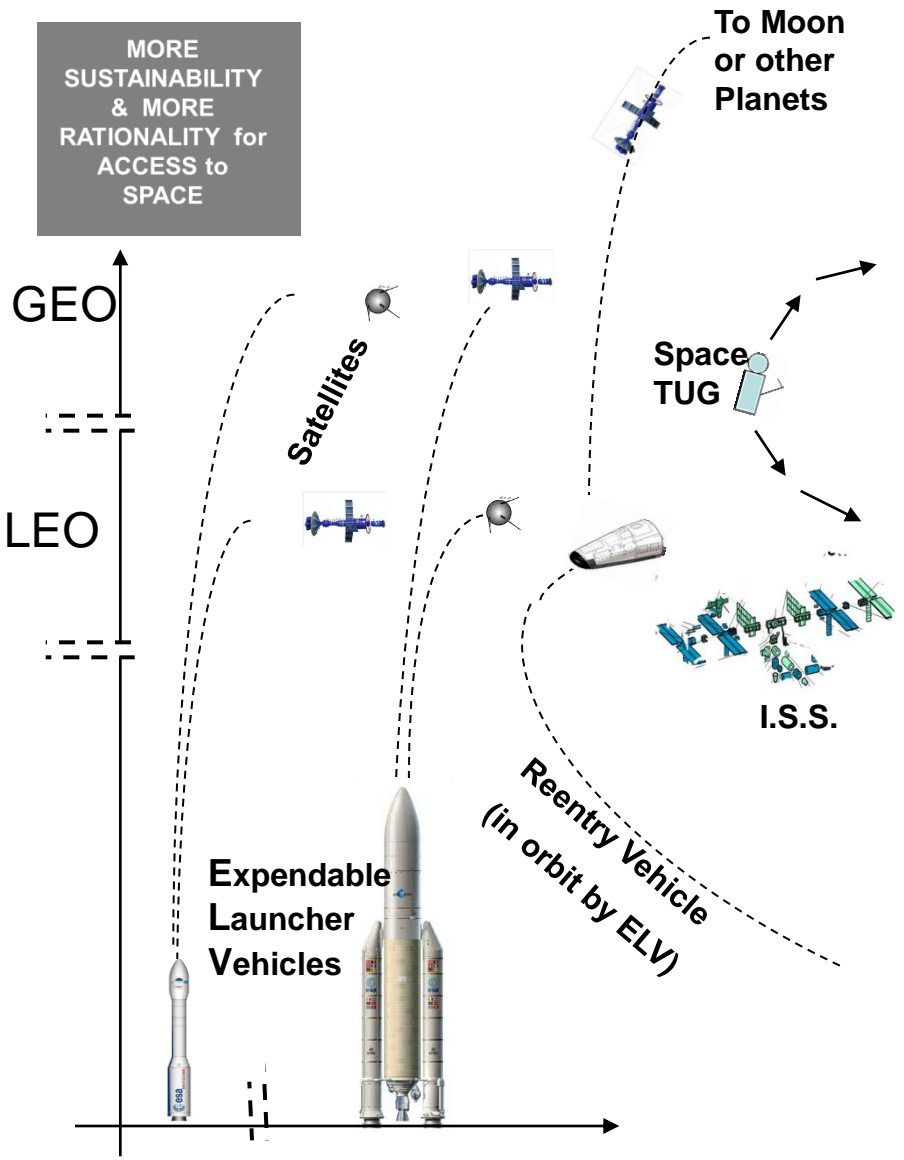 MORE
SUSTAINABILITY
& MORE
RATIONALITY for
ACCESS to
SPACE
To Moon
or other
Planets
GEO
Satellites
Space
TUG
LEO
I.S.S.
Reentry Vehicle
(in orbit by ELV)
Expendable
Launcher
Vehicles
esa